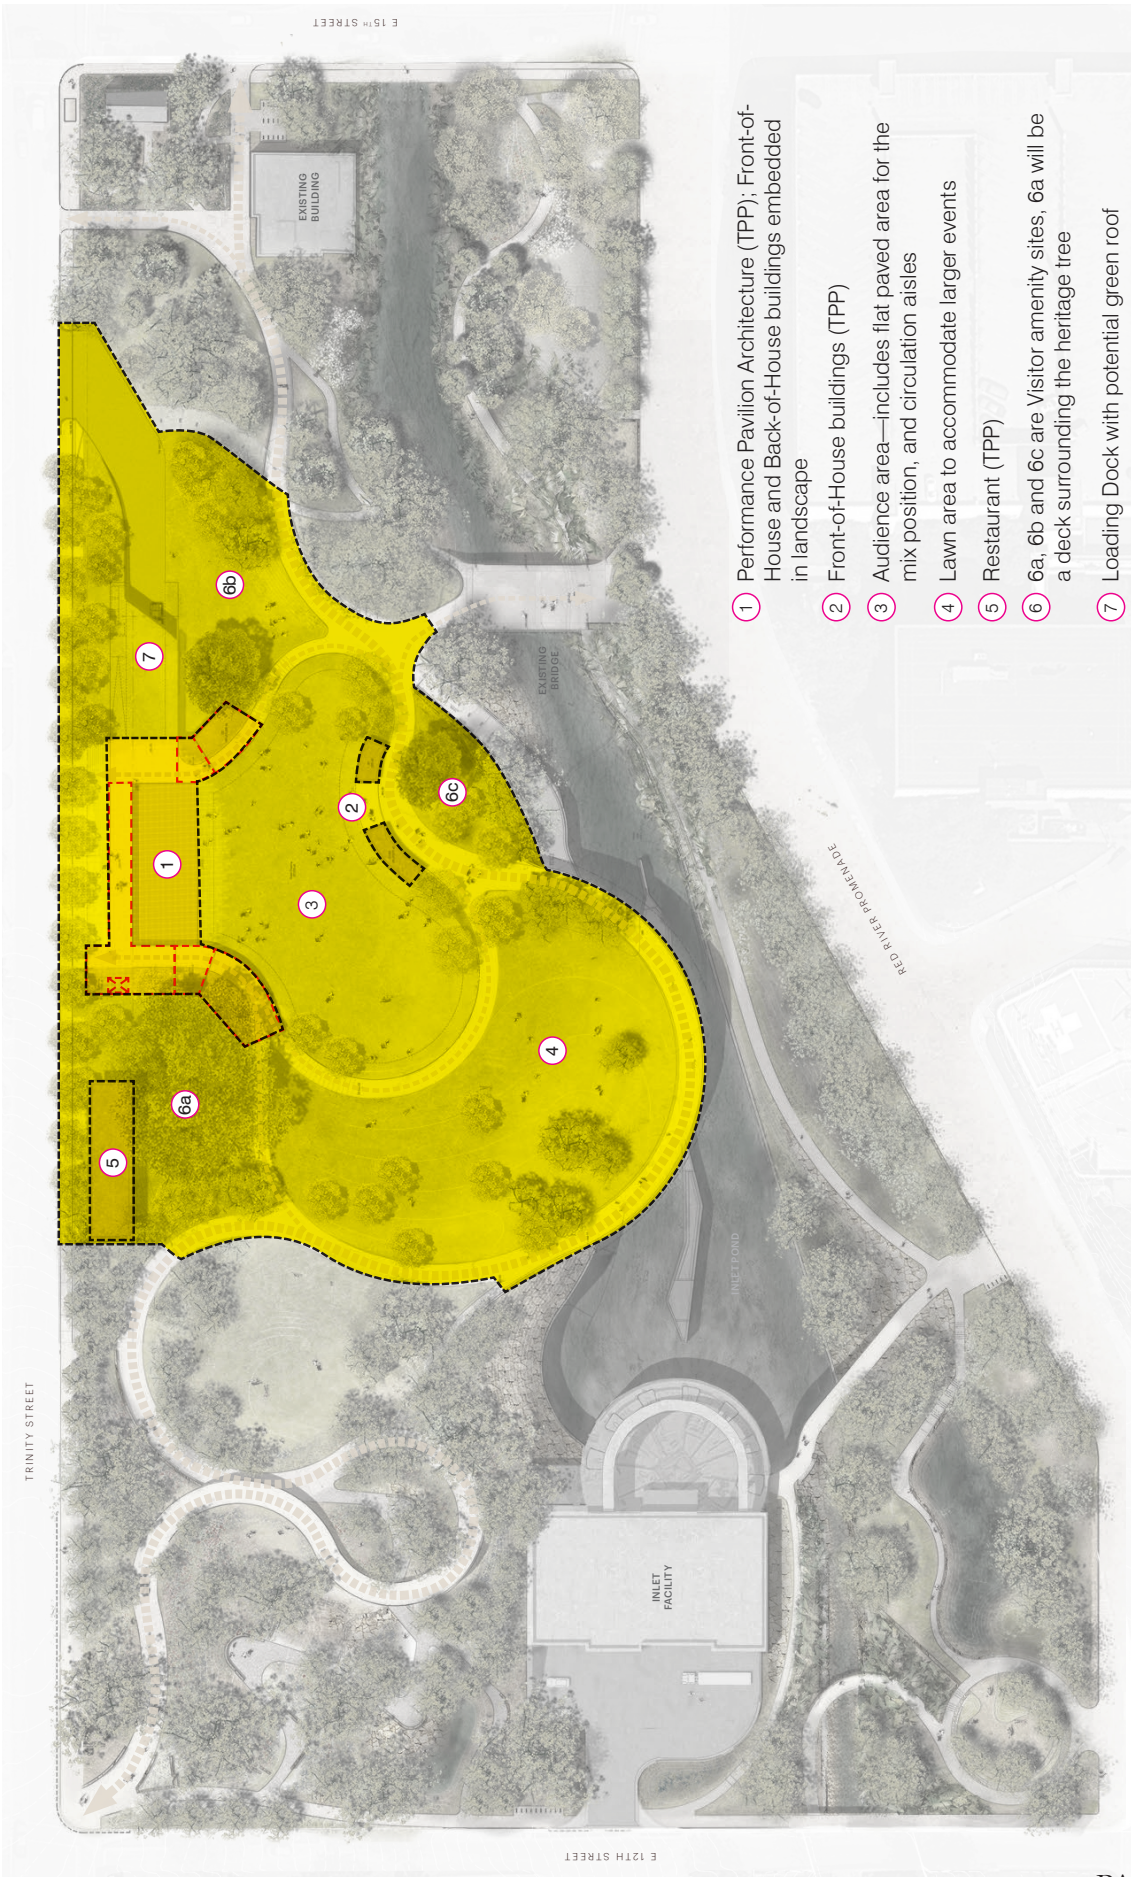 E 15TH STREET
EXISTING
BUILDING
TRINITY STREET
7
6b
1
2
6c
3
6a
5
4
EXISTING
BRIDGE
RED RIVER PROMENADE
INLET POND
INLET
FACILITY
E 12TH STREET
1 Performance Pavilion Architecture (TPP); Front-of-
House and Back-of-House buildings embedded
in landscape
2 Front-of-House buildings (TPP)
3 Audience area—includes flat paved area for the
mix position, and circulation aisles
4 Lawn area to accommodate larger events
5 Restaurant (TPP)
6 6a, 6b and 6c are Visitor amenity sites, 6a will be
a deck surrounding the heritage tree
7 Loading Dock with potential green roof